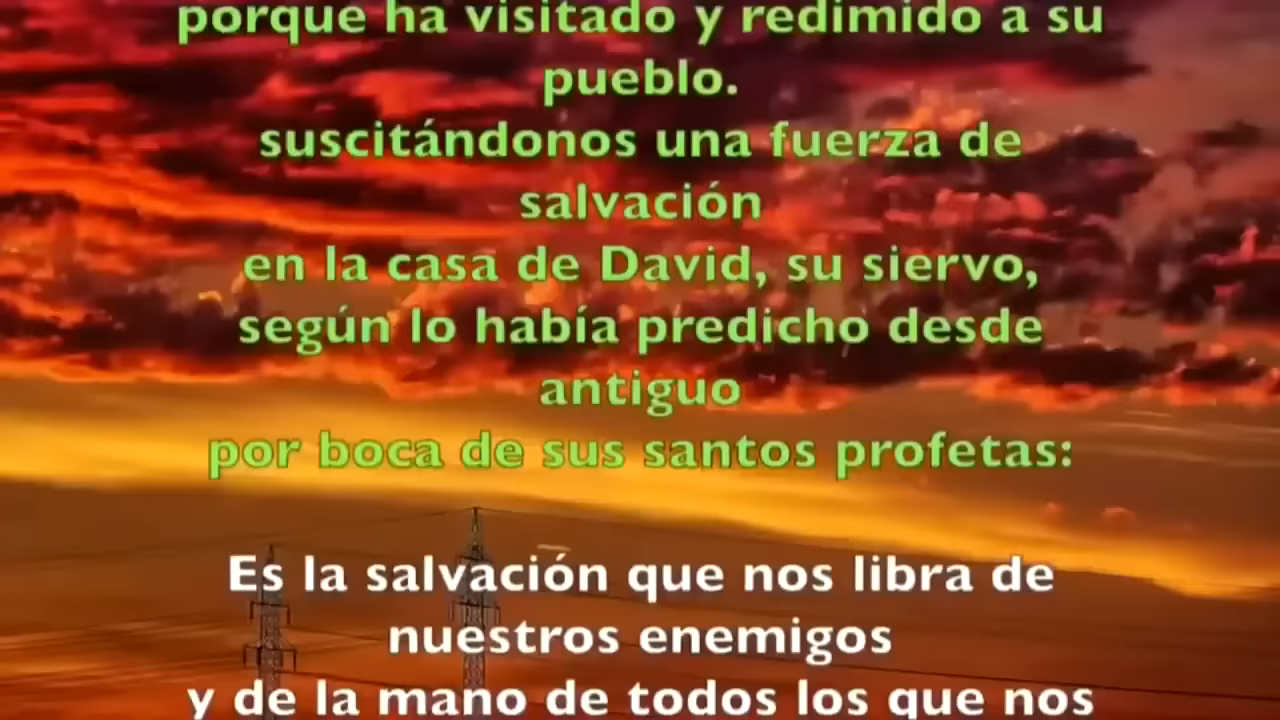 porque ha visitado y redimido a su
pueblo.
suscitándonos una fuerza de
salvación
en la casa de David, su siervo,
según lo había predicho desde
antiguo
por boca de sus santos profetas:
Es la salvación que nos libra de
nuestros enemigos
y de la mano de todos los que nos